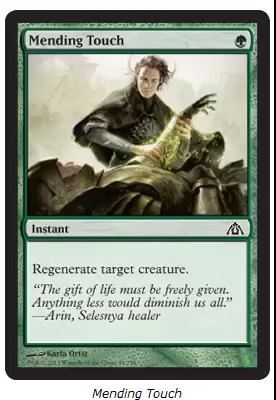 Mending Touch
Instant
Regenerate target creature.
"The gift of life must be freely given.
Anything less would diminish us all."
—Arin, Selesnya healer
Karla Ortiz
Mending Touch